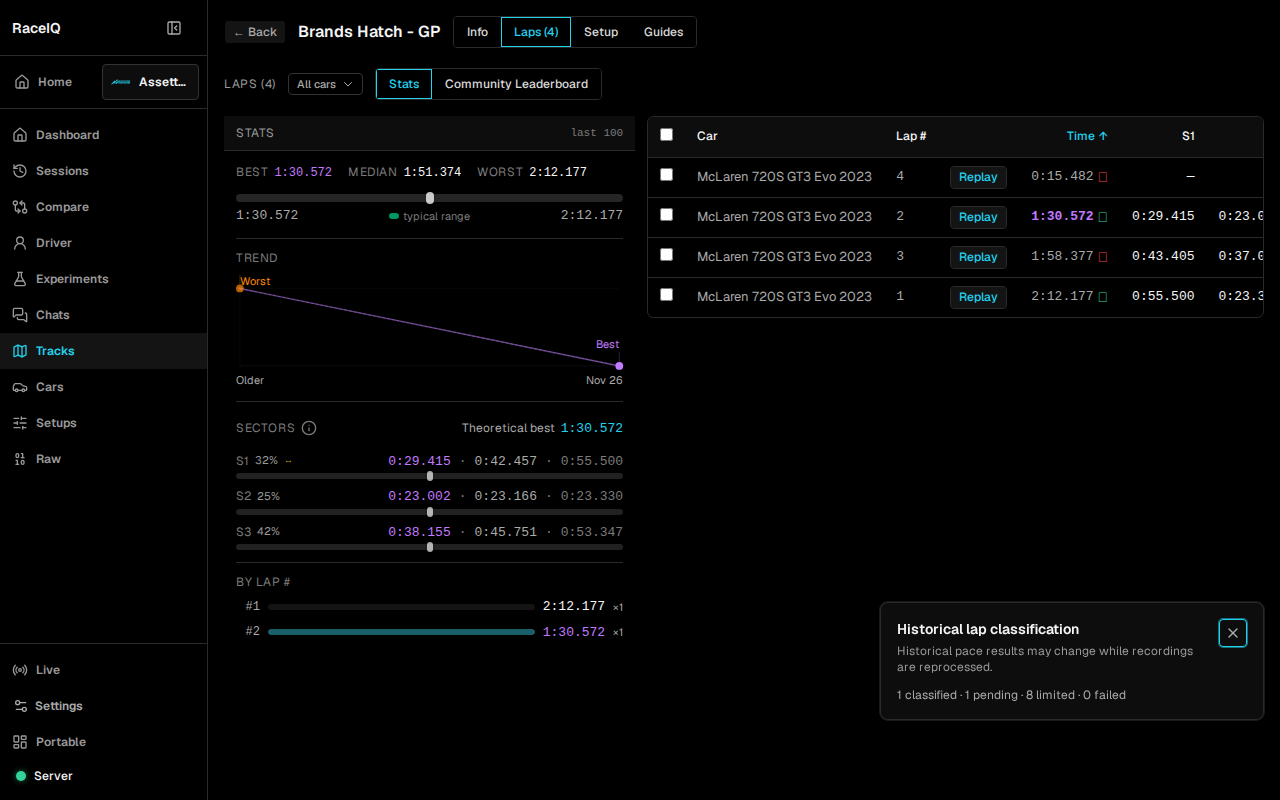 RaceIQ
Home
Assett...
Dashboard
Sessions
Compare
Driver
Experiments
Chats
Tracks
Cars
Setups
Raw
Live
Settings
Portable
Server
← Back
Brands Hatch - GP
Info
Laps (4)
Setup
Guides
LAPS (4)
All cars
Stats
Community Leaderboard
STATS
last 100
BEST 1:30.572 MEDIAN 1:51.374 WORST 2:12.177
1:30.572
typical range
2:12.177
TREND
Worst
Best
Older
Nov 26
SECTORS
Theoretical best 1:30.572
S1 32% 0:29.415 · 0:42.457 · 0:55.500
S2 25% 0:23.002 · 0:23.166 · 0:23.330
S3 42% 0:38.155 · 0:45.751 · 0:53.347
BY LAP #
#1 2:12.177 ×1
#2 1:30.572 ×1
Car Lap # Time ↑ S1
McLaren 720S GT3 Evo 2023 4 Replay 0:15.482 —
McLaren 720S GT3 Evo 2023 2 Replay 1:30.572 0:29.415 0:23.0
McLaren 720S GT3 Evo 2023 3 Replay 1:58.377 0:43.405 0:37.0
McLaren 720S GT3 Evo 2023 1 Replay 2:12.177 0:55.500 0:23.3
Historical lap classification
Historical pace results may change while recordings
are reprocessed.
1 classified · 1 pending · 8 limited · 0 failed